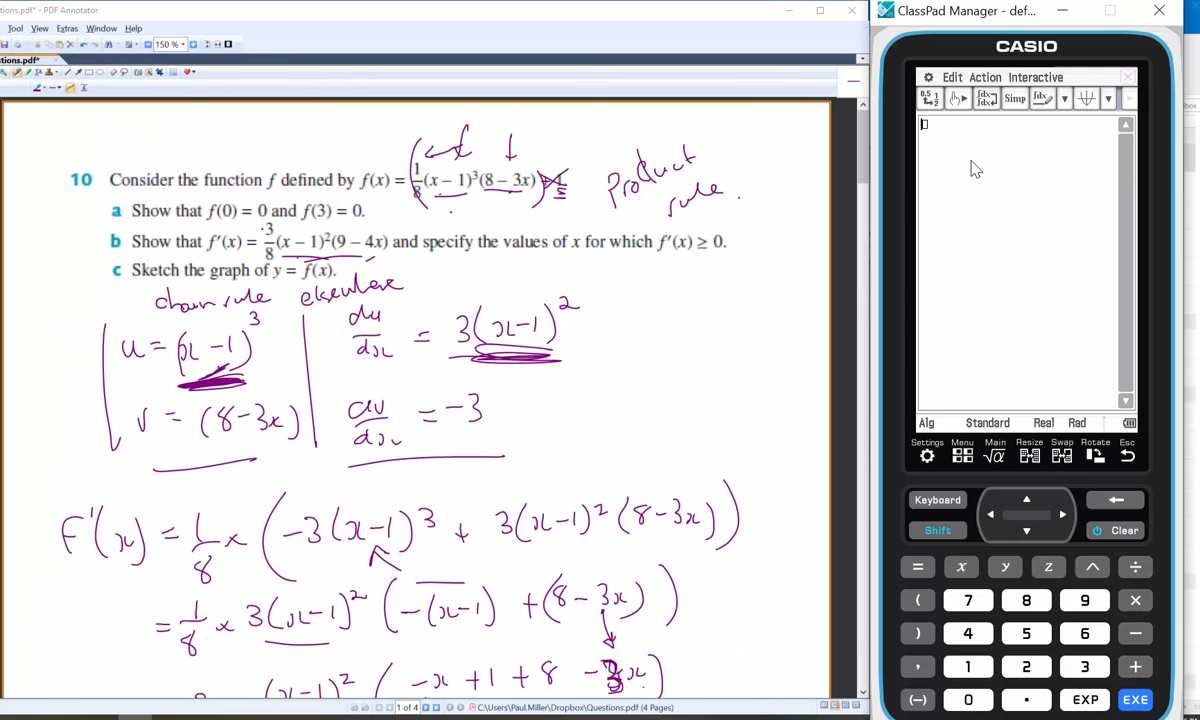 stions.pdf* - PDF Annotator
ClassPad Manager - def...
Tool View Extras Window Help
150 %
stions.pdf*
10 Consider the function f defined by f(x) = 1/8 (x − 1)³(8 − 3x) + 1
product rule.
a Show that f(0) = 0 and f(3) = 0.
b Show that f′(x) = 3/8 (x − 1)²(9 − 4x) and specify the values of x for which f′(x) ≥ 0.
c Sketch the graph of y = f(x).
chain rule elsewhere
u = (x − 1)³ du/dx = 3(x−1)²
v = (8−3x) dv/dx = −3
F'(x) = 1/8 × ( −3(x−1)³ + 3(x−1)² (8−3x) )
= 1/8 × 3(x−1)² ( −(x−1) + (8−3x) )
(x−1)² ( −x + 1 + 8 − 3x )
1 of 4 C:\Users\Paul.Miller\Dropbox\Questions.pdf (4 Pages)
CASIO
Edit Action Interactive
Simp
Alg Standard Real Rad
Settings Menu Main Resize Swap Rotate Esc
Keyboard
Shift Clear
= x y z ^ ÷
( 7 8 9 ×
) 4 5 6 −
, 1 2 3 +
(−) 0 . EXP EXE